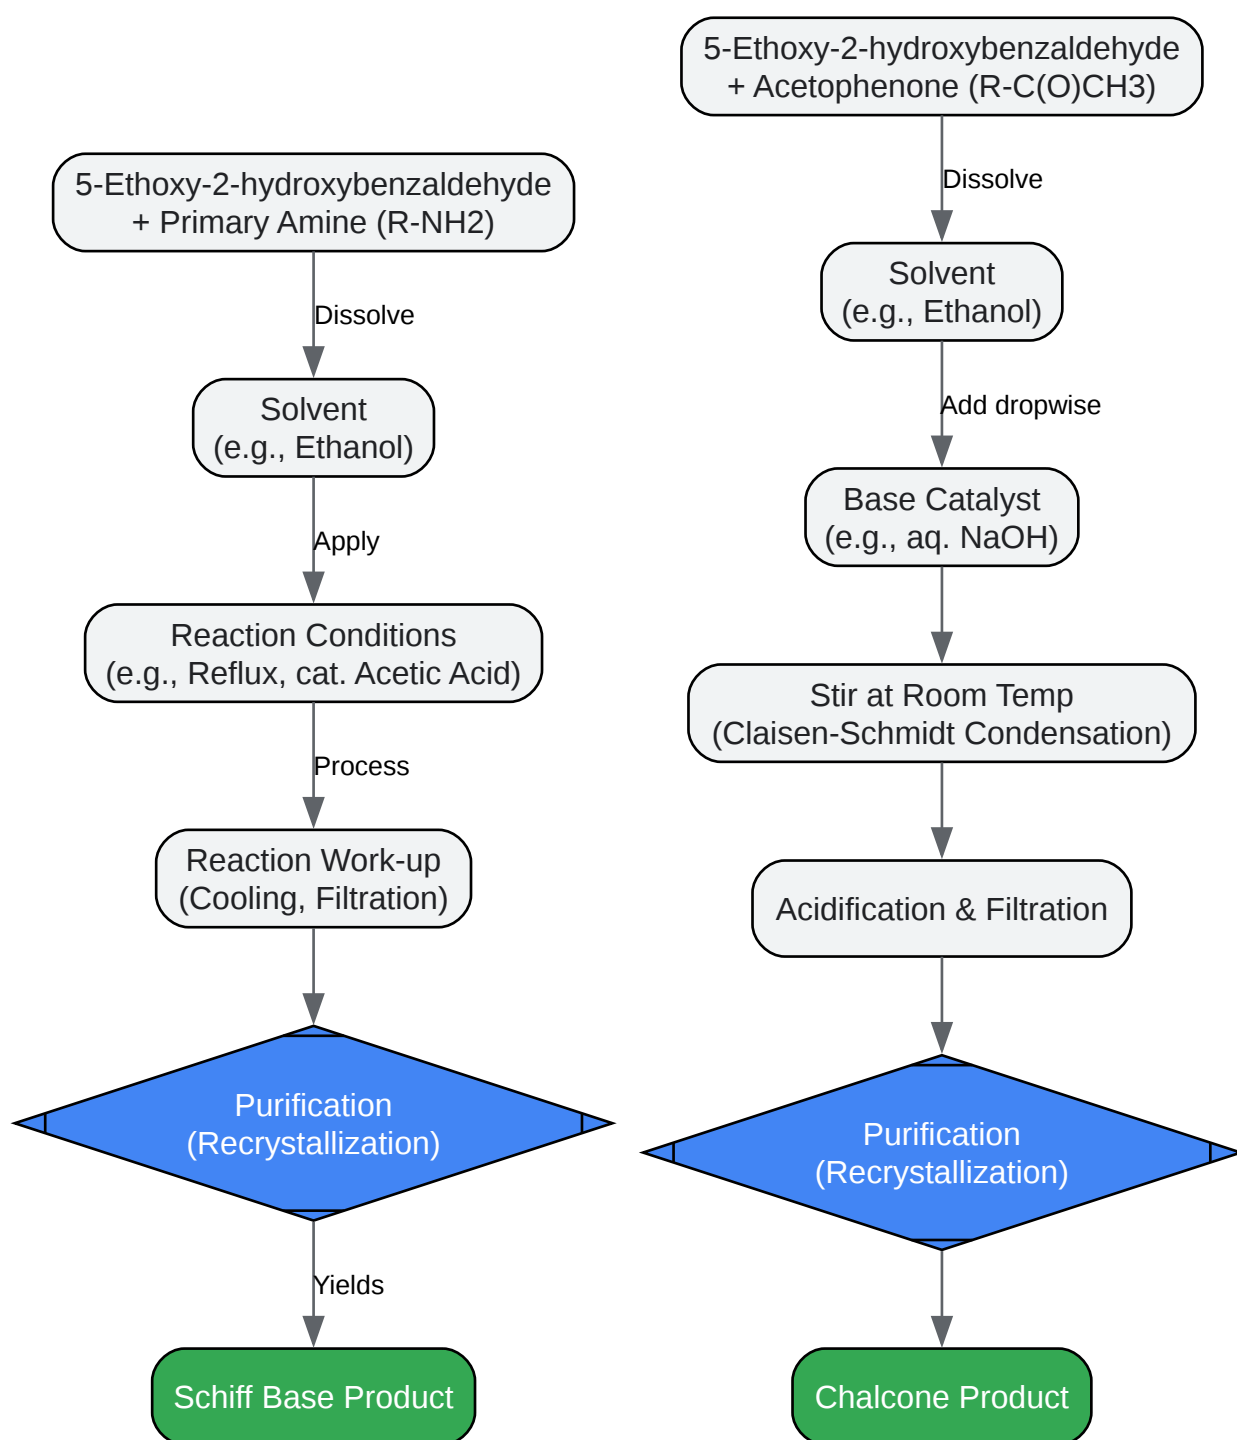 5-Ethoxy-2-hydroxybenzaldehyde
+ Primary Amine (R-NH2)
Dissolve
Solvent
(e.g., Ethanol)
Apply
Reaction Conditions
(e.g., Reflux, cat. Acetic Acid)
Process
Reaction Work-up
(Cooling, Filtration)
Purification
(Recrystallization)
Yields
Schiff Base Product
5-Ethoxy-2-hydroxybenzaldehyde
+ Acetophenone (R-C(O)CH3)
Dissolve
Solvent
(e.g., Ethanol)
Add dropwise
Base Catalyst
(e.g., aq. NaOH)
Stir at Room Temp
(Claisen-Schmidt Condensation)
Acidification & Filtration
Purification
(Recrystallization)
Chalcone Product